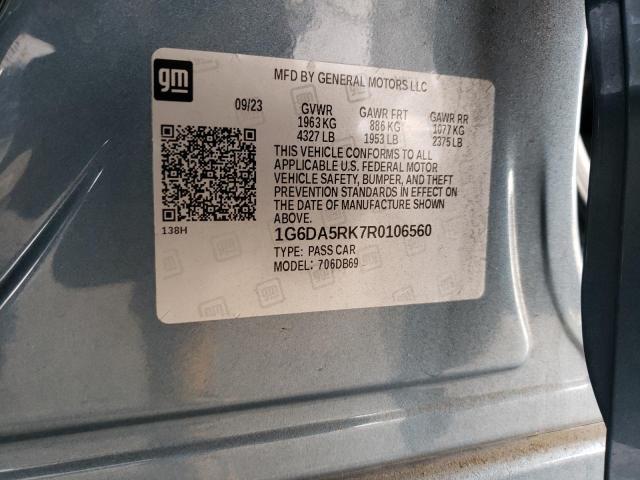 gm
MFD BY GENERAL MOTORS LLC
09/23
GVWR GAWR FRT GAWR RR
1963 KG 886 KG 1077 KG
4327 LB 1953 LB 2375 LB
THIS VEHICLE CONFORMS TO ALL
APPLICABLE U.S. FEDERAL MOTOR
VEHICLE SAFETY, BUMPER, AND THEFT
PREVENTION STANDARDS IN EFFECT ON
THE DATE OF MANUFACTURE SHOWN
ABOVE.
138H
1G6DA5RK7R0106560
TYPE: PASS CAR
MODEL: 706DB69